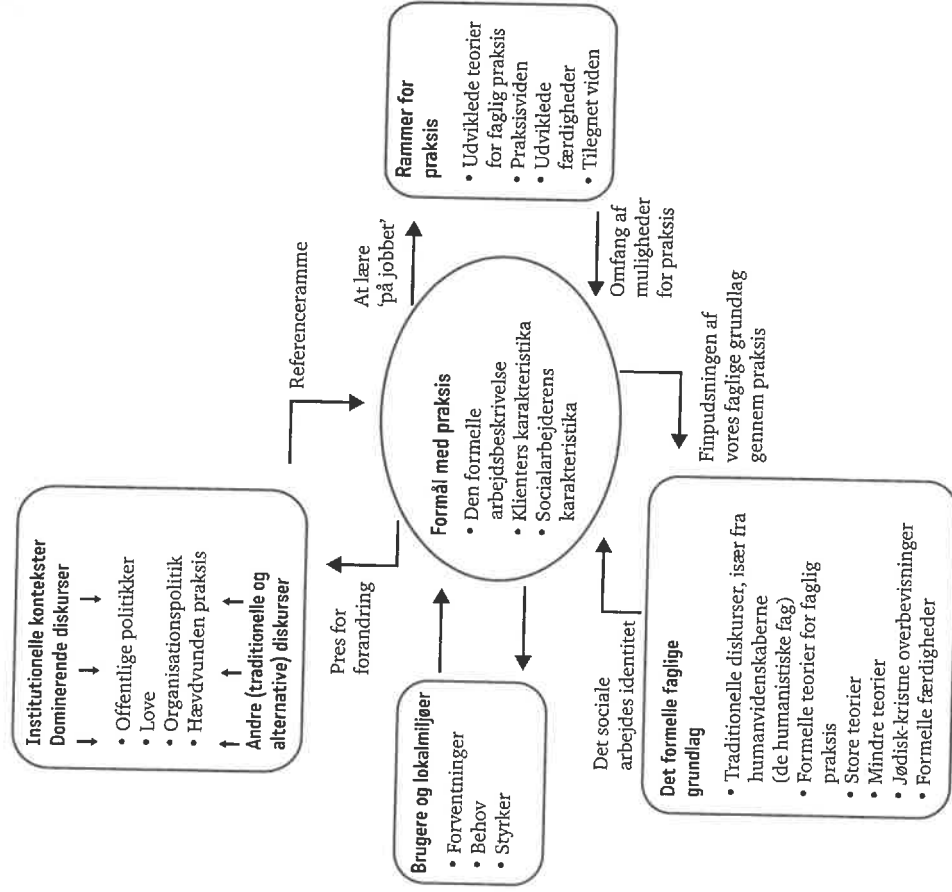 Institutionelle kontekster
Dominerende diskurser
• Offentlige politikker
• Love
• Organisationspolitik
• Hævdvunden praksis
Andre (traditionelle og
alternative) diskurser
Pres for
forandring
Referenceramme
Brugere og lokalmiljøer
• Forventninger
• Behov
• Styrker
Formål med praksis
• Den formelle
arbejdsbeskrivelse
• Klienters karakteristika
• Socialarbejderens
karakteristika
At lære
'på jobbet'
Rammer for
praksis
• Udviklede teorier
for faglig praksis
• Praksisviden
• Udviklede
færdigheder
• Tilegnet viden
Omfang af
muligheder
for praksis
Det sociale
arbejdes identitet
Finpudsningen af
vores faglige grundlag
gennem praksis
Det formelle faglige
grundlag
• Traditionelle diskurser, især fra
humanvidenskaberne
(de humanistiske fag)
• Formelle teorier for faglig
praksis
• Store teorier
• Mindre teorier
• Jødisk-kristne overbevisninger
• Formelle færdigheder